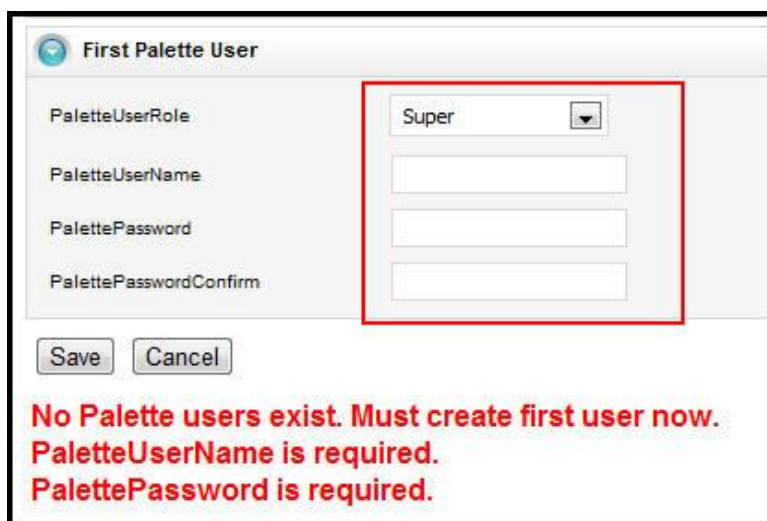 First Palette User
PaletteUserRole Super
PaletteUserName
PalettePassword
PalettePasswordConfirm
Save Cancel
No Palette users exist. Must create first user now.
PaletteUserName is required.
PalettePassword is required.